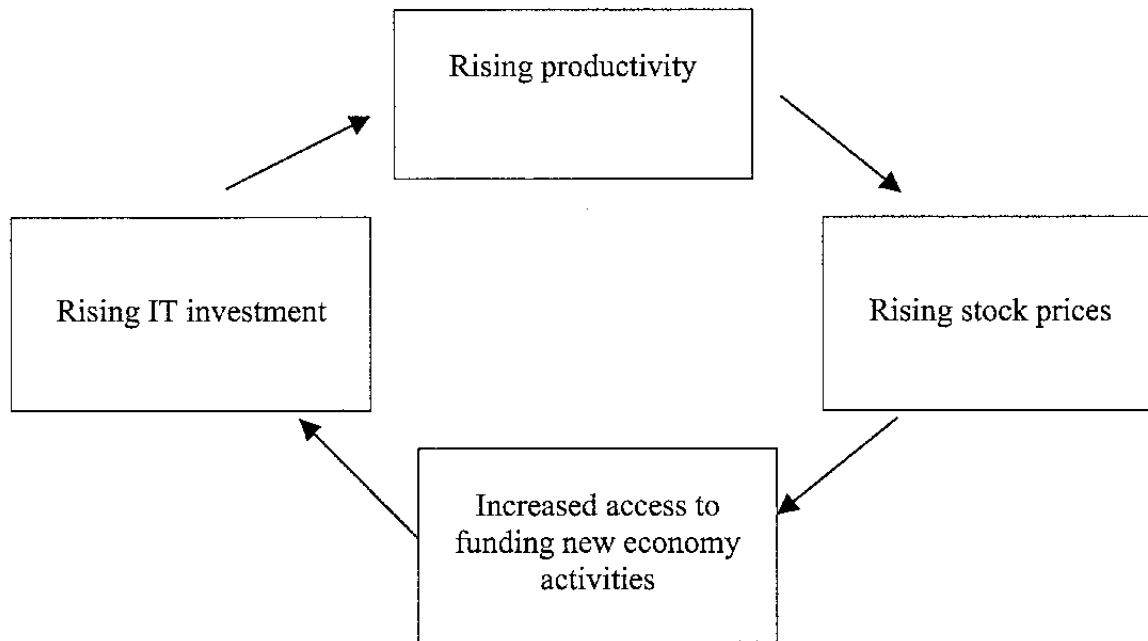 Rising productivity
Rising IT investment
Rising stock prices
Increased access to
funding new economy
activities